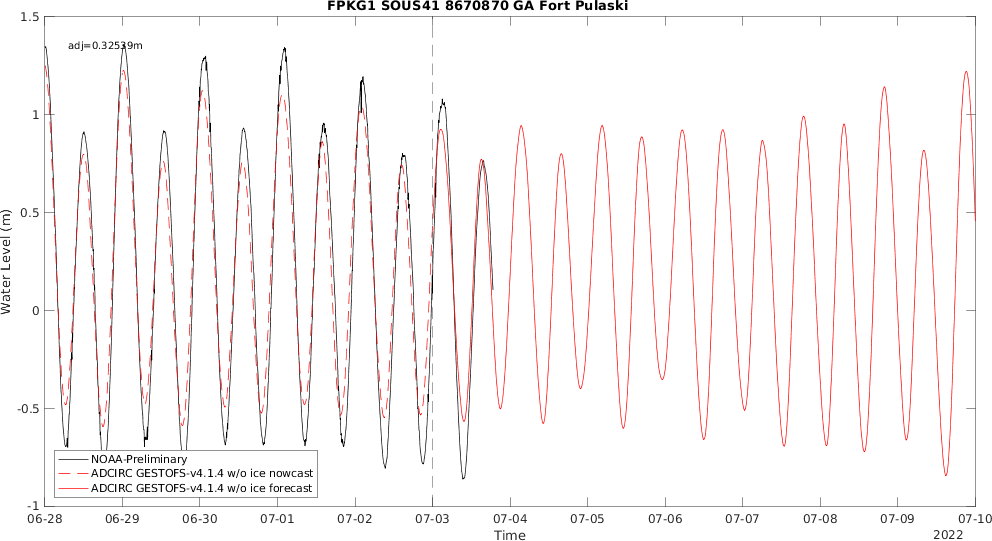 FPKG1 SOUS41 8670870 GA Fort Pulaski
1.5
adj=0.32539m
1
0.5
0
-0.5
-1
Water Level (m)
NOAA-Preliminary
ADCIRC GESTOFS-v4.1.4 w/o ice nowcast
ADCIRC GESTOFS-v4.1.4 w/o ice forecast
06-28 06-29 06-30 07-01 07-02 07-03 07-04 07-05 07-06 07-07 07-08 07-09 07-10
Time
2022